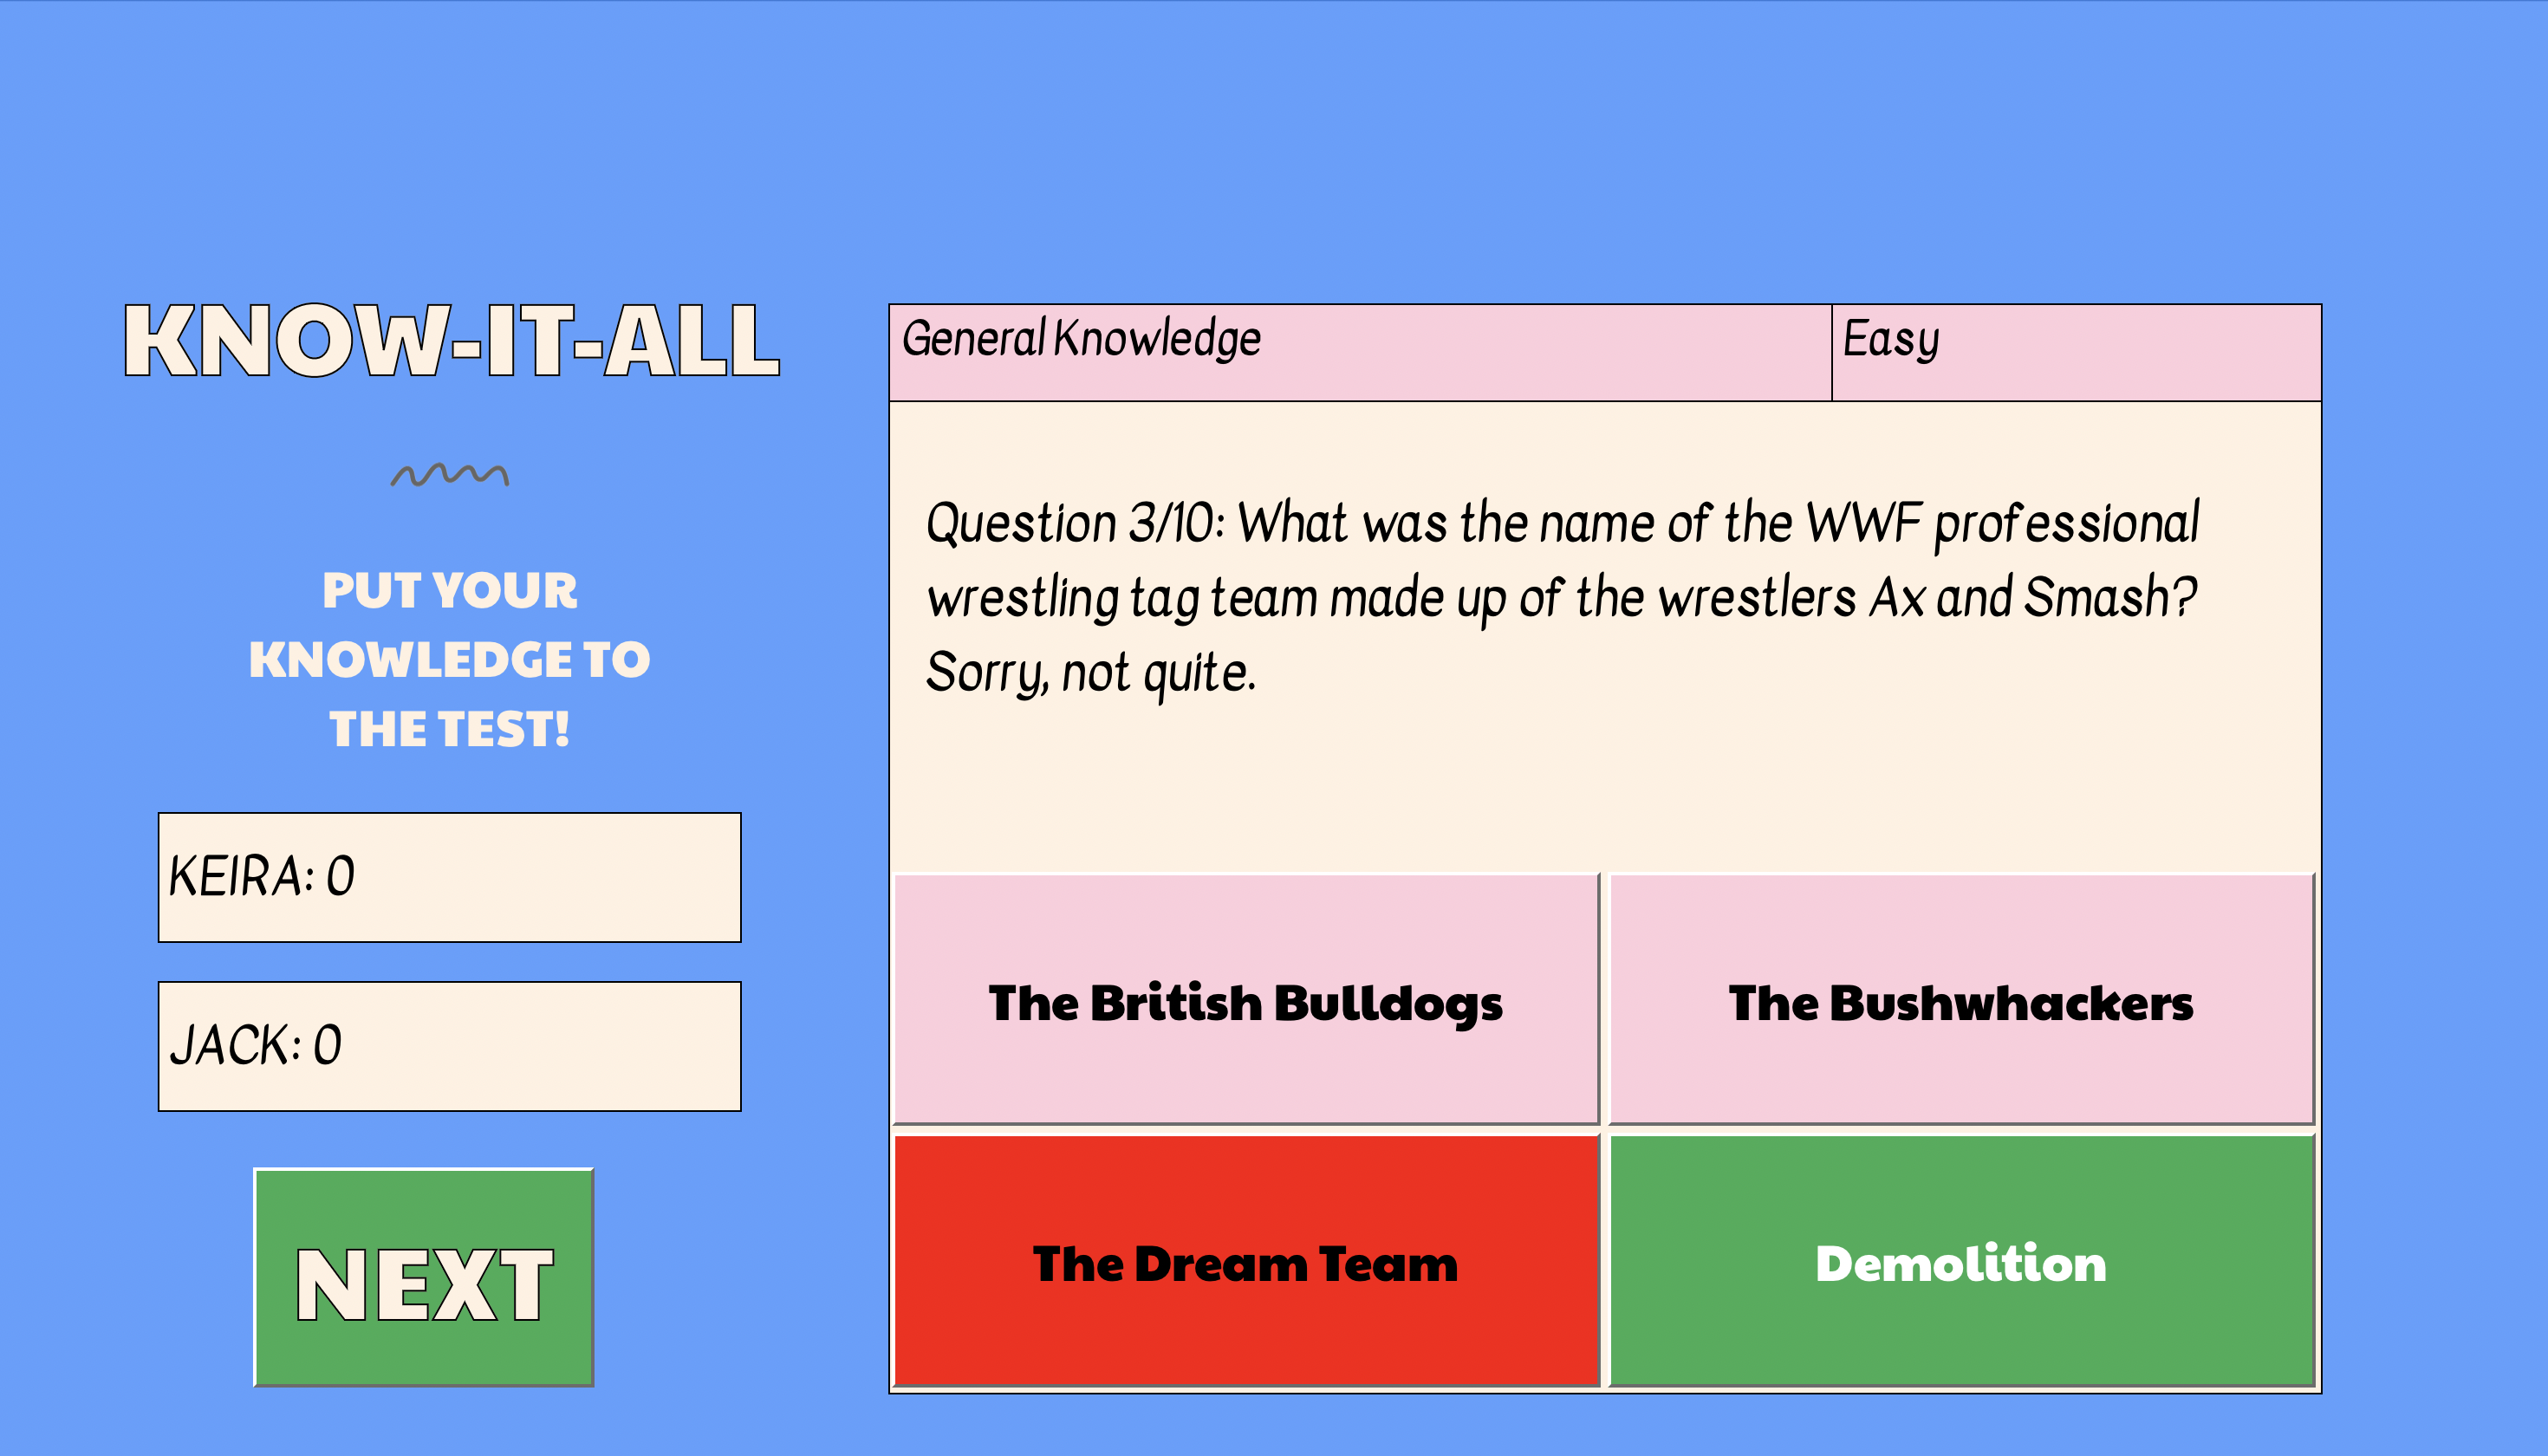 KNOW-IT-ALL
PUT YOUR
KNOWLEDGE TO
THE TEST!
KEIRA: 0
JACK: 0
NEXT
General Knowledge
Easy
Question 3/10: What was the name of the WWF professional
wrestling tag team made up of the wrestlers Ax and Smash?
Sorry, not quite.
The British Bulldogs
The Bushwhackers
The Dream Team
Demolition